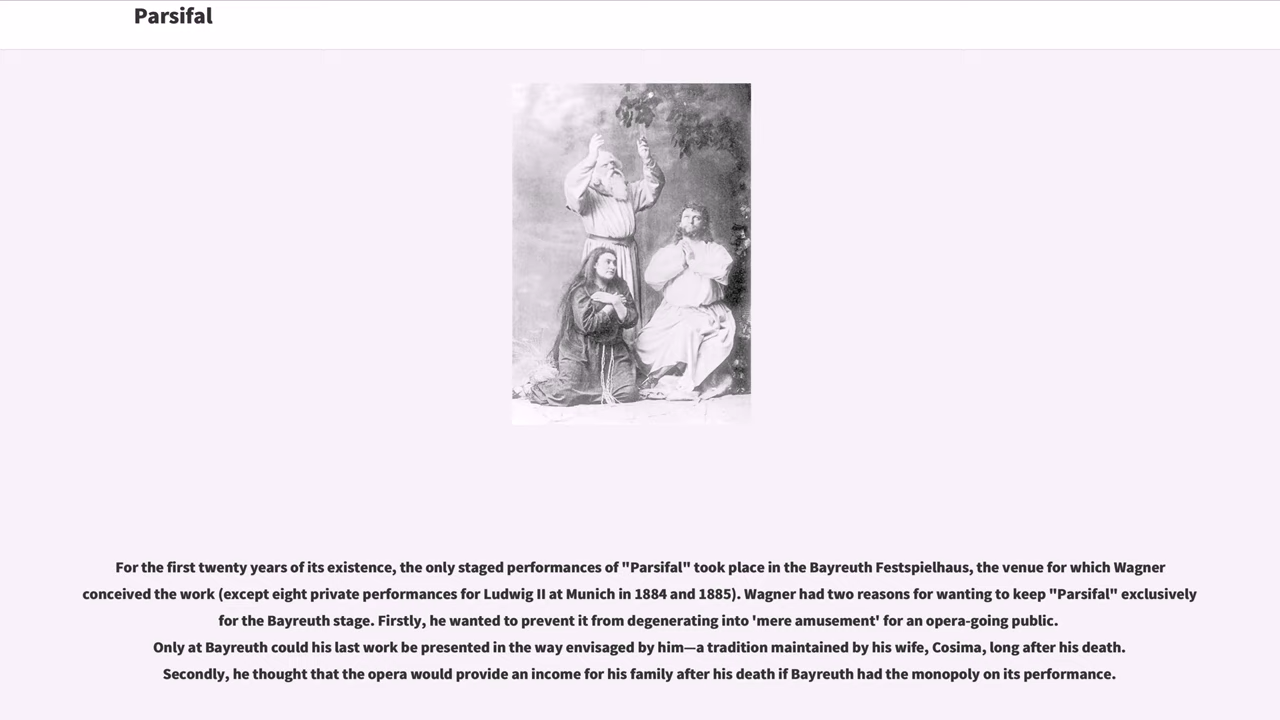 Parsifal
For the first twenty years of its existence, the only staged performances of "Parsifal" took place in the Bayreuth Festspielhaus, the venue for which Wagner
conceived the work (except eight private performances for Ludwig II at Munich in 1884 and 1885). Wagner had two reasons for wanting to keep "Parsifal" exclusively
for the Bayreuth stage. Firstly, he wanted to prevent it from degenerating into 'mere amusement' for an opera-going public.
Only at Bayreuth could his last work be presented in the way envisaged by him—a tradition maintained by his wife, Cosima, long after his death.
Secondly, he thought that the opera would provide an income for his family after his death if Bayreuth had the monopoly on its performance.